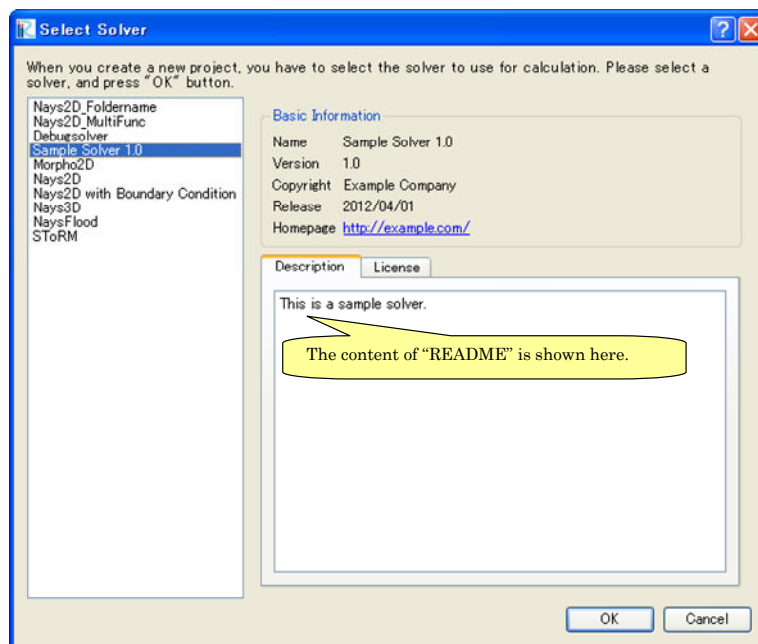 Select Solver
When you create a new project, you have to select the solver to use for calculation. Please select a
solver, and press "OK" button.
Nays2D_Foldername
Nays2D_MultiFunc
Debugsolver
Sample Solver 1.0
Morpho2D
Nays2D
Nays2D with Boundary Condition
Nays3D
NaysFlood
SToRM
Basic Information
Name Sample Solver 1.0
Version 1.0
Copyright Example Company
Release 2012/04/01
Homepage http://example.com/
Description License
This is a sample solver.
The content of “README” is shown here.
OK Cancel